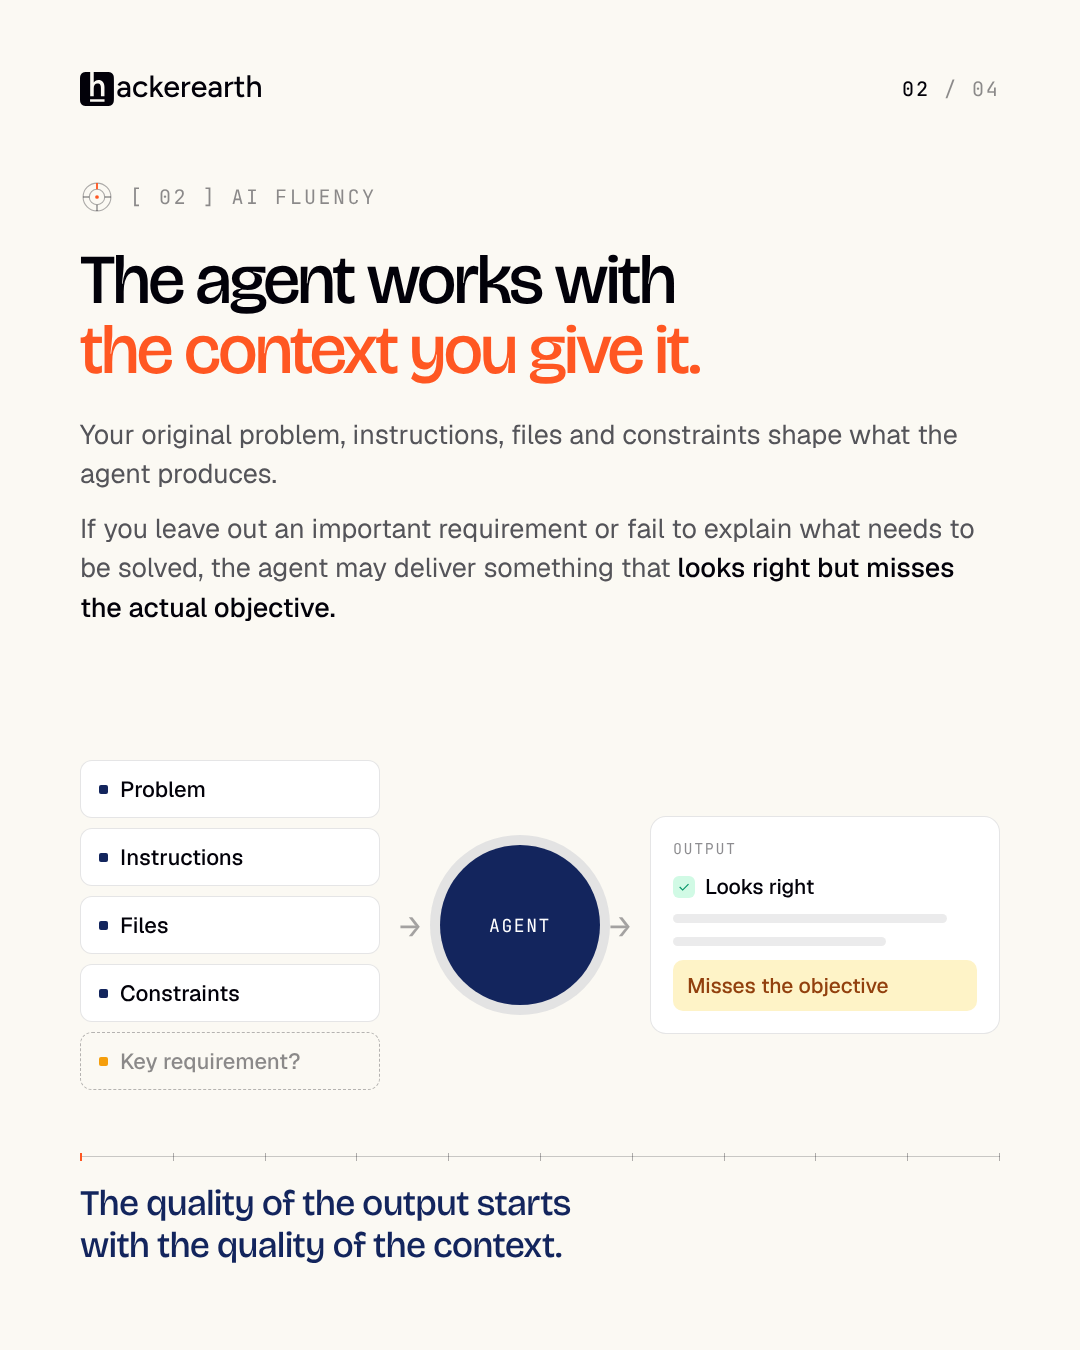 hackerearth
02 / 04
[ 02 ] AI FLUENCY
The agent works with
the context you give it.
Your original problem, instructions, files and constraints shape what the
agent produces.
If you leave out an important requirement or fail to explain what needs to
be solved, the agent may deliver something that looks right but misses
the actual objective.
Problem
Instructions
Files
Constraints
Key requirement?
AGENT
OUTPUT
Looks right
Misses the objective
The quality of the output starts
with the quality of the context.